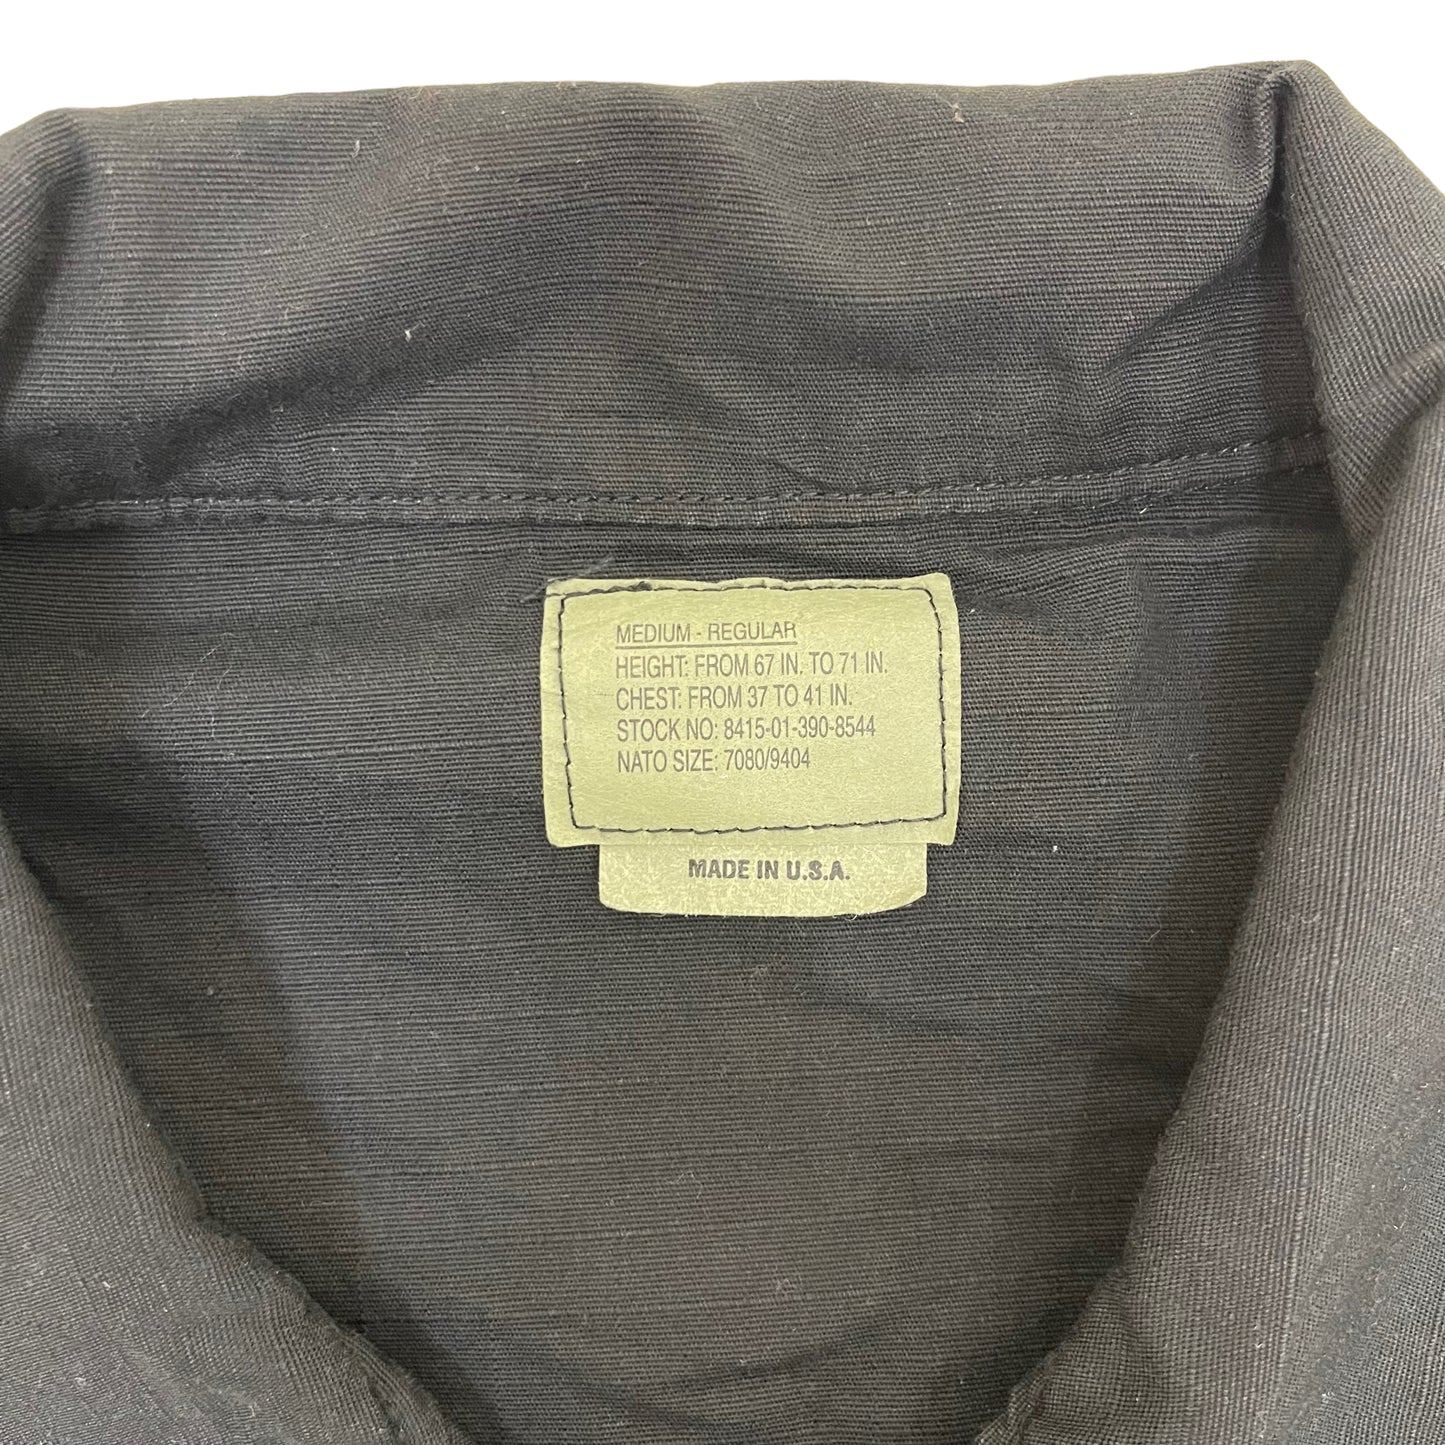 MEDIUM - REGULAR
HEIGHT: FROM 67 IN. TO 71 IN.
CHEST: FROM 37 TO 41 IN.
STOCK NO: 8415-01-390-8544
NATO SIZE: 7080/9404
MADE IN U.S.A.